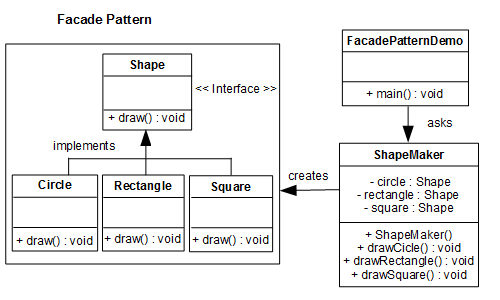 Facade Pattern
Shape
<< Interface >>
+ draw() : void
implements
Circle
+ draw() : void
Rectangle
+ draw() : void
Square
+ draw() : void
creates
FacadePatternDemo
+ main() : void
asks
ShapeMaker
- circle : Shape
- rectangle : Shape
- square : Shape
+ ShapeMaker()
+ drawCicle() : void
+ drawRectangle() : void
+ drawSquare() : void